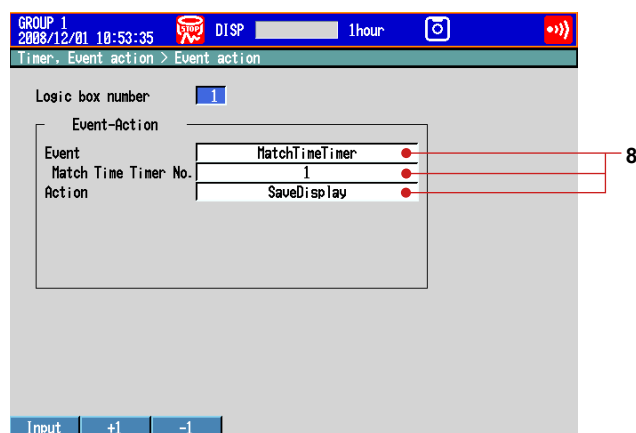 GROUP 1
2008/12/01 10:53:35 STOP DISP 1hour
Timer, Event action > Event action
Logic box number 1
Event-Action
Event MatchTimeTimer
Match Time Timer No. 1
Action SaveDisplay
8
Input +1 -1